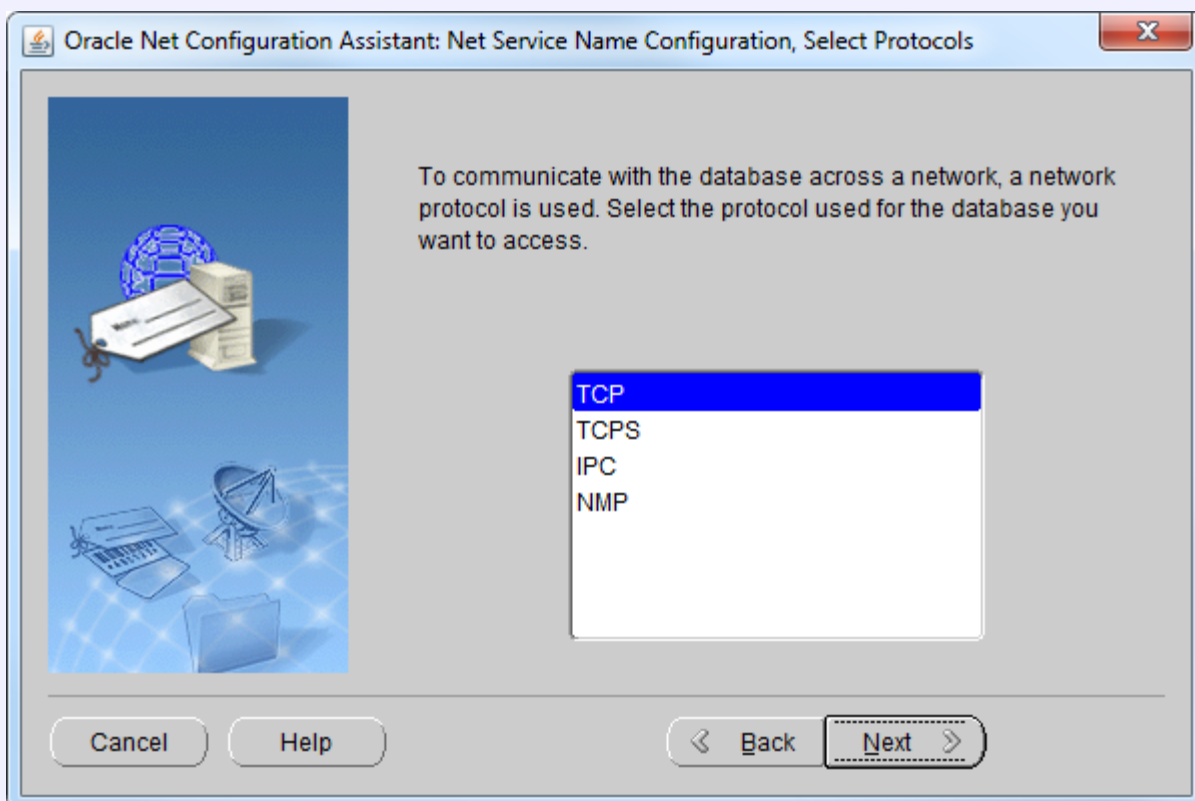 Oracle Net Configuration Assistant: Net Service Name Configuration, Select Protocols
To communicate with the database across a network, a network
protocol is used. Select the protocol used for the database you
want to access.
TCP
TCPS
IPC
NMP
Cancel
Help
Back
Next